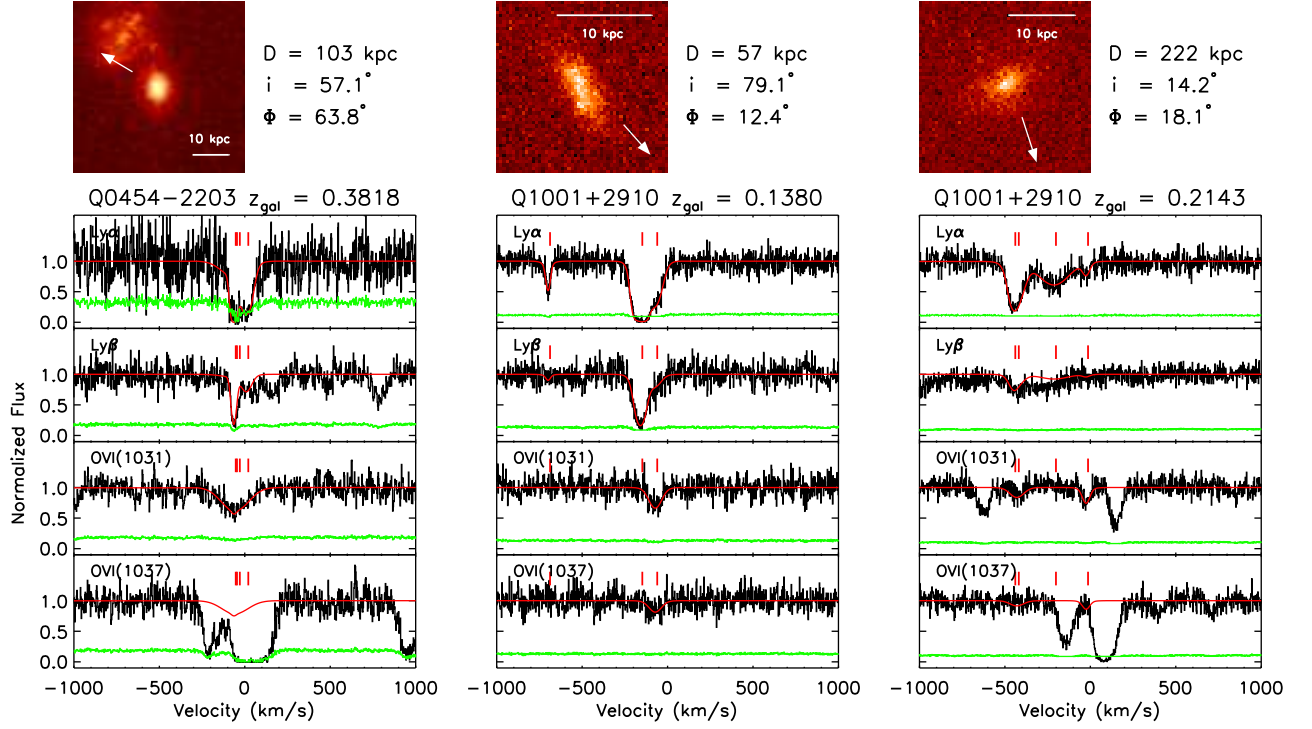 D = 103 kpc
i = 57.1°
Φ = 63.8°
10 kpc
10 kpc
D = 57 kpc
i = 79.1°
Φ = 12.4°
10 kpc
D = 222 kpc
i = 14.2°
Φ = 18.1°
Q0454−2203 z_gal = 0.3818
Q1001+2910 z_gal = 0.1380
Q1001+2910 z_gal = 0.2143
Normalized Flux
Lyα
1.0
0.5
0.0
Lyβ
1.0
0.5
0.0
OVI(1031)
1.0
0.5
0.0
OVI(1037)
1.0
0.5
0.0
−1000 −500 0 500 1000
Velocity (km/s)
Lyα
Lyβ
OVI(1031)
OVI(1037)
−1000 −500 0 500 1000
Velocity (km/s)
Lyα
Lyβ
OVI(1031)
OVI(1037)
−1000 −500 0 500 1000
Velocity (km/s)